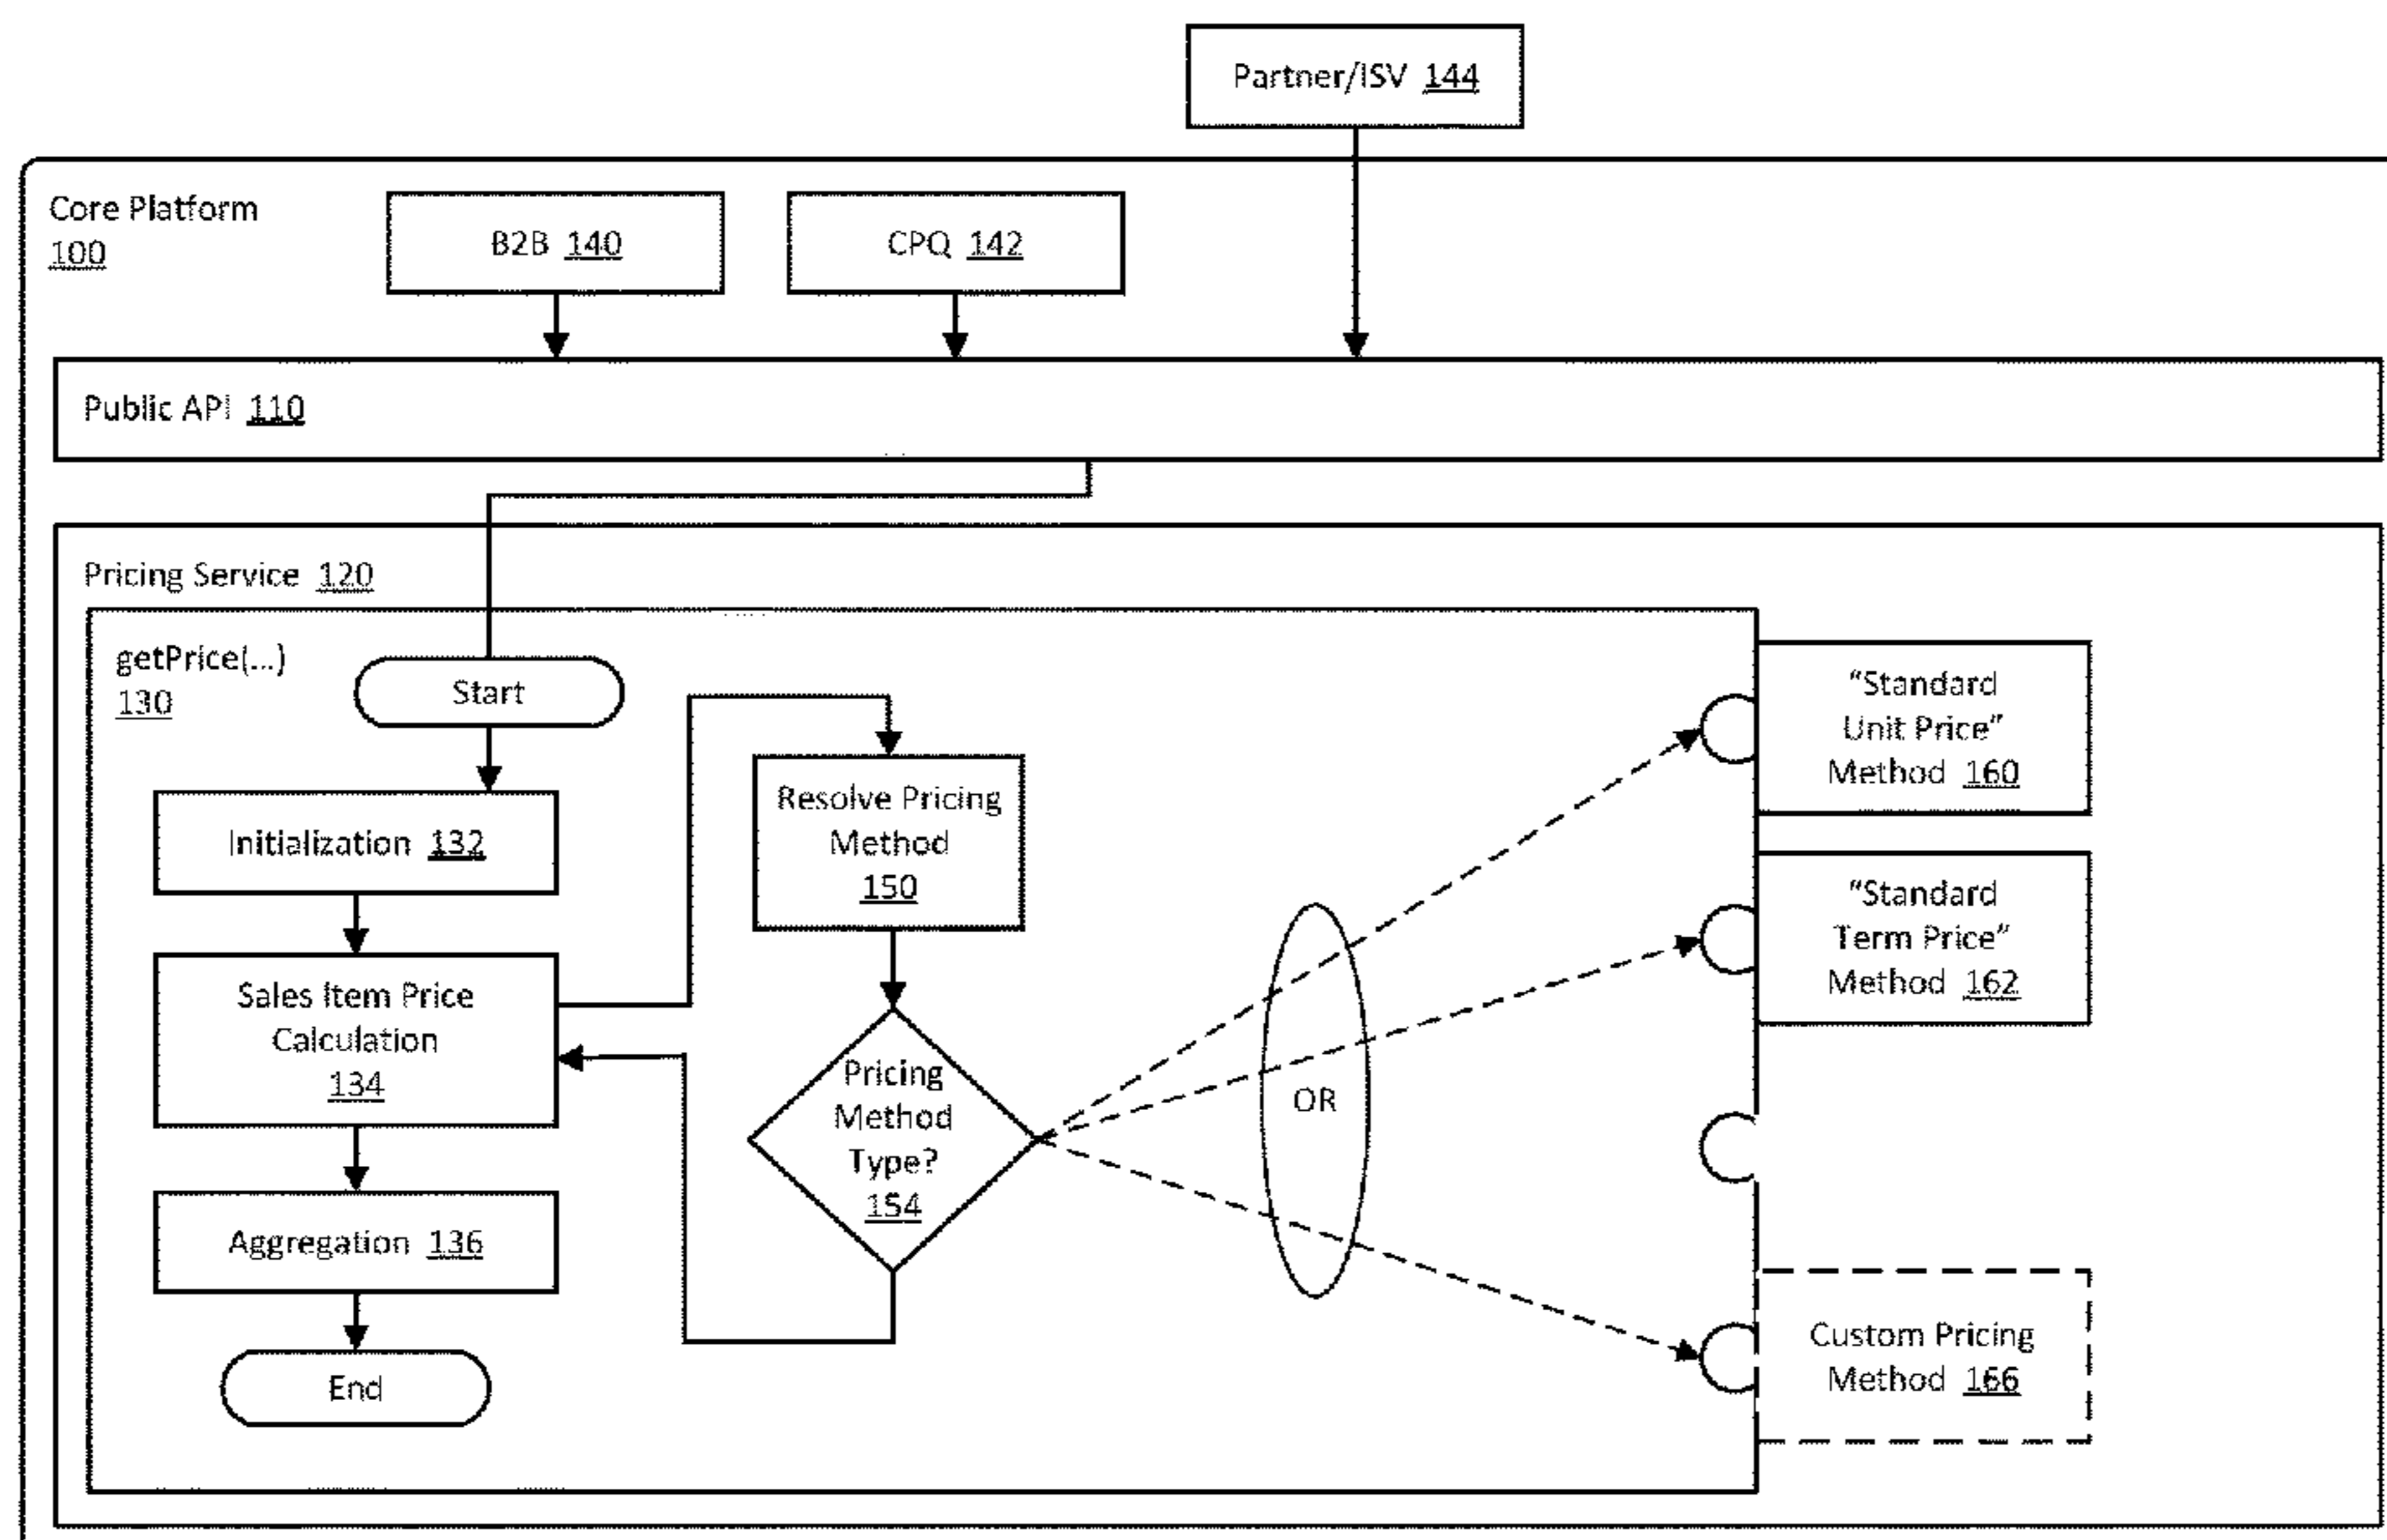 Partner/ISV 144
Core Platform
100
B2B 140
CPQ 142
Public API 110
Pricing Service 120
getPrice(...)
130
Start
Initialization 132
Sales Item Price
Calculation
134
Aggregation 136
End
Resolve Pricing
Method
150
Pricing
Method
Type?
154
OR
“Standard
Unit Price”
Method 160
“Standard
Term Price”
Method 162
Custom Pricing
Method 166